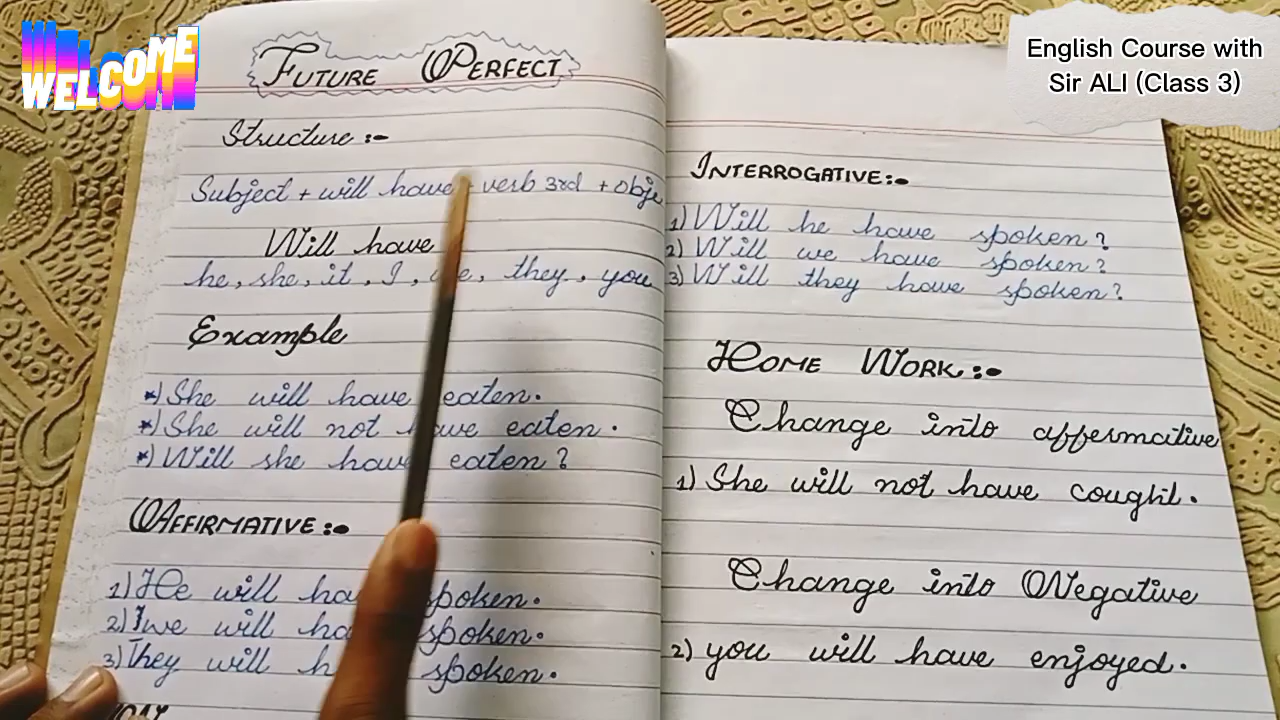 WELCOME
English Course with
Sir ALI (Class 3)
FUTURE PERFECT
Structure :-
Subject + will have + verb 3rd + obje
Will have
he, she, it, I, we, they, you
Example
*) She will have eaten.
*) She will not have eaten.
*) Will she have eaten?
AFFIRMATIVE :-
1) He will have spoken.
2) we will have spoken.
3) They will have spoken.
INTERROGATIVE :-
1) Will he have spoken?
2) Will we have spoken?
3) Will they have spoken?
HOME WORK :-
Change into affermative
1) She will not have cought.
Change into Negative
2) you will have enjoyed.